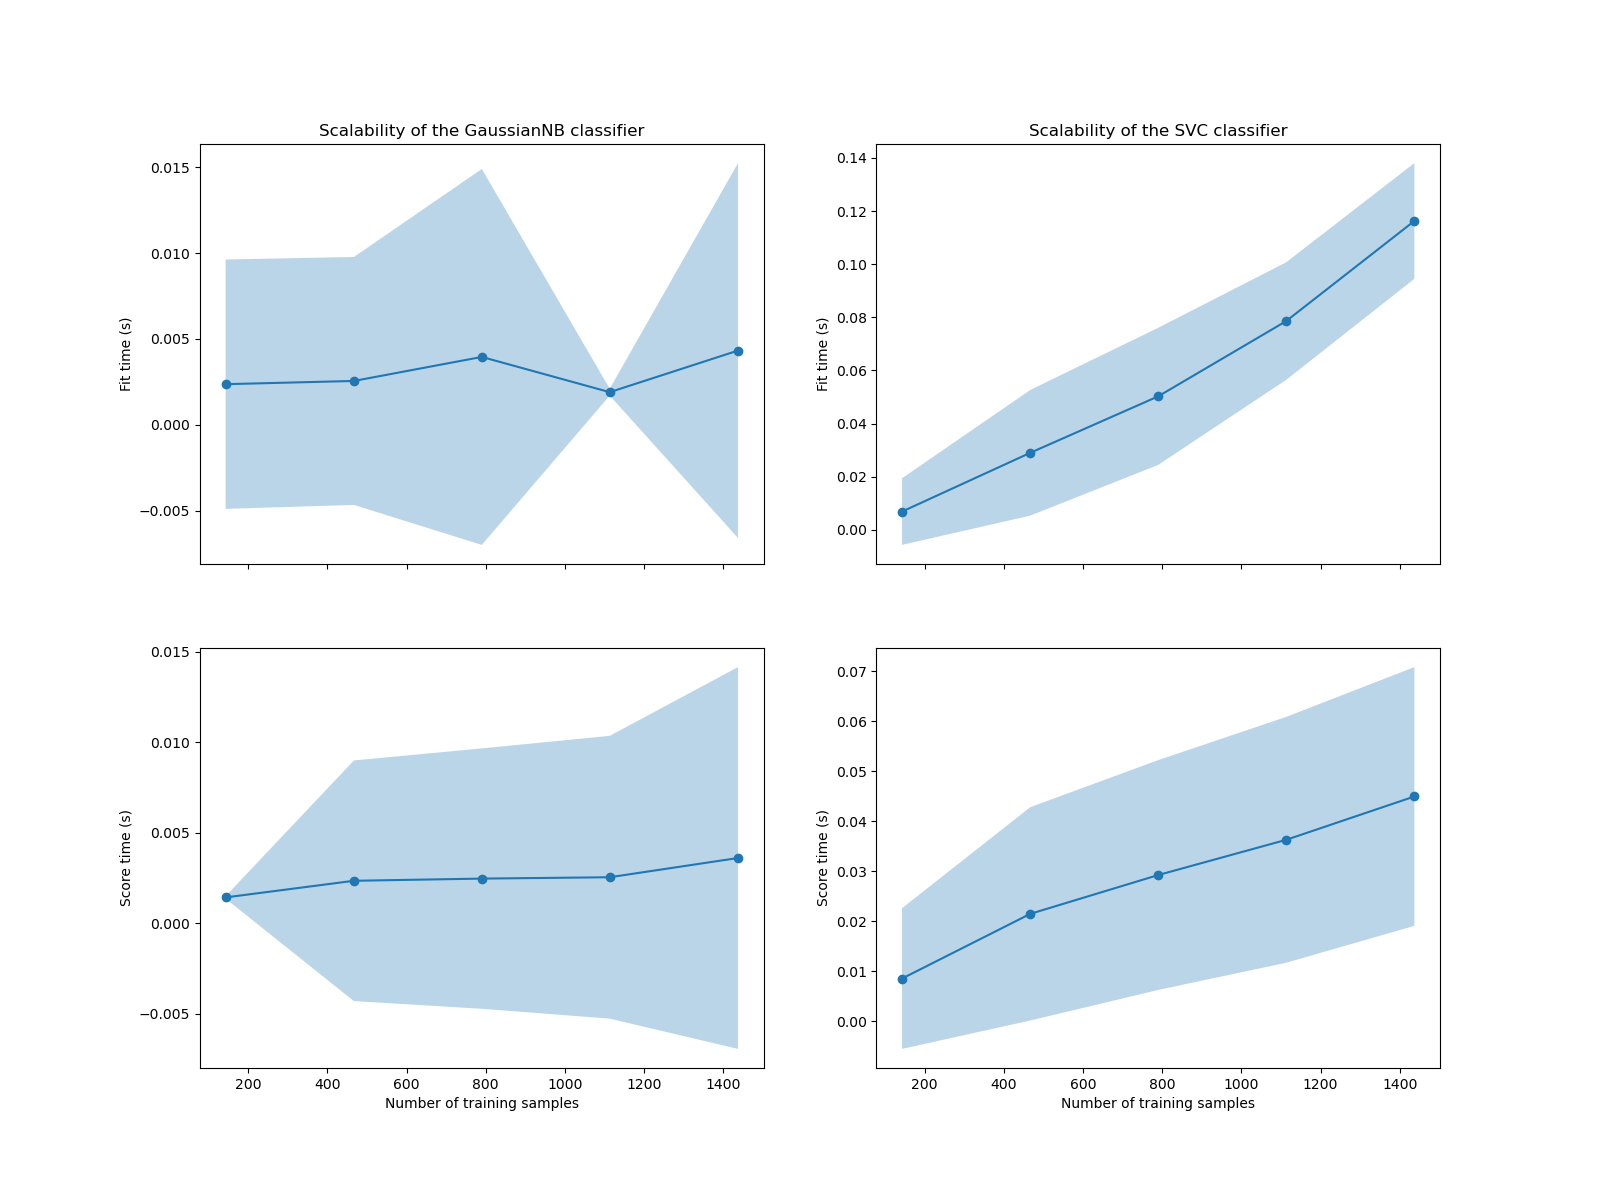 Scalability of the GaussianNB classifier
0.015
0.010
0.005
0.000
−0.005
Fit time (s)
Scalability of the SVC classifier
0.14
0.12
0.10
0.08
0.06
0.04
0.02
0.00
Fit time (s)
0.015
0.010
0.005
0.000
−0.005
Score time (s)
200 400 600 800 1000 1200 1400
Number of training samples
0.07
0.06
0.05
0.04
0.03
0.02
0.01
0.00
Score time (s)
200 400 600 800 1000 1200 1400
Number of training samples